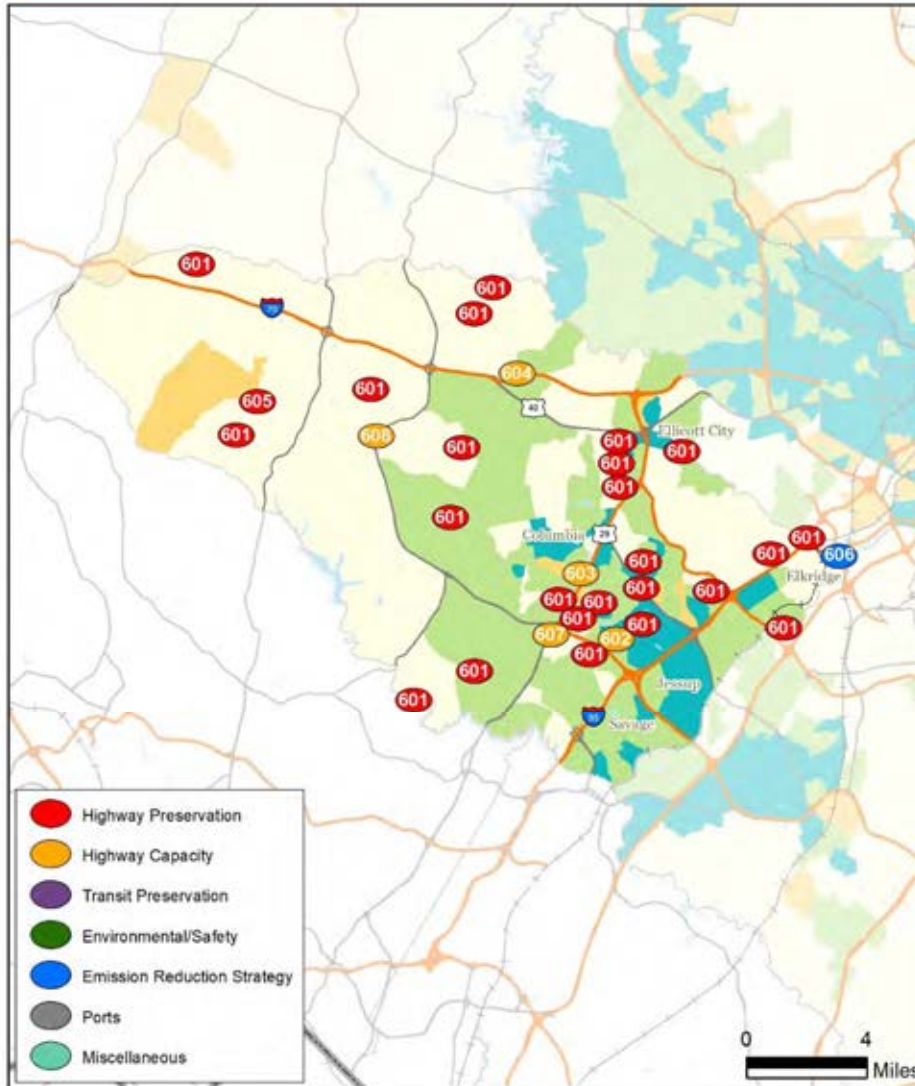 601
70
601
601
604
601
605
40
601
608
601
Ellicott City
601
601
601
601
601
Columbia
29
601
601
606
601
603
Elkridge
601
601
601
601
601
601
601
607
602
601
601
Jessup
601
95
Savage
Highway Preservation
Highway Capacity
Transit Preservation
Environmental/Safety
Emission Reduction Strategy
Ports
Miscellaneous
0 4
Miles